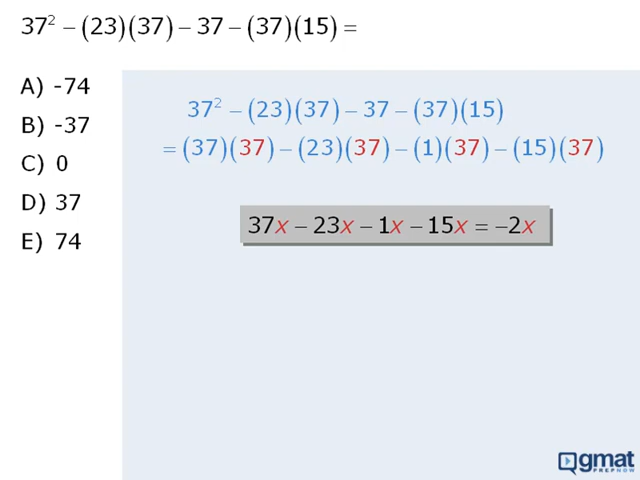 37² − (23)(37) − 37 − (37)(15) =
A) -74
B) -37
C) 0
D) 37
E) 74
37² − (23)(37) − 37 − (37)(15)
= (37)(37) − (23)(37) − (1)(37) − (15)(37)
37x − 23x − 1x − 15x = −2x
gmat
PREPNOW